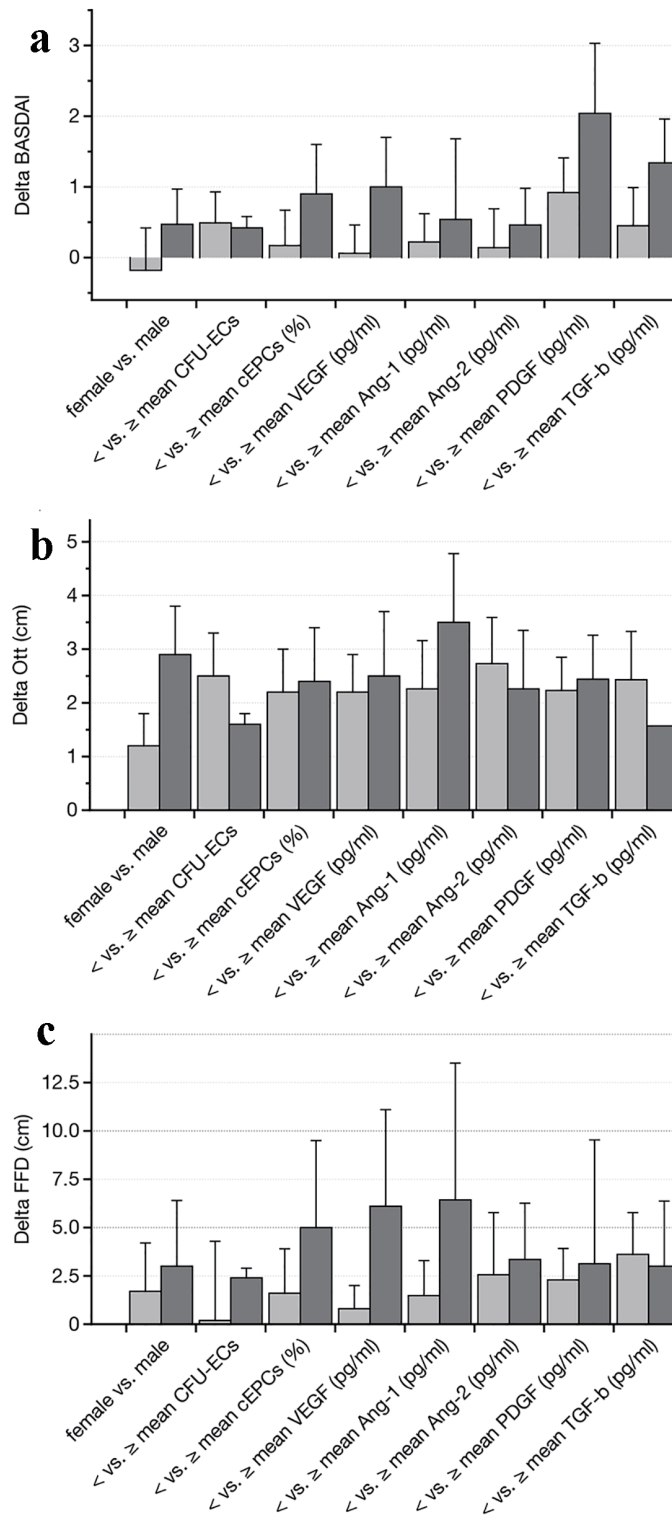 a
Delta BASDAI
3
2
1
0
female vs. male
< vs. ≥ mean CFU-ECs
< vs. ≥ mean cEPCs (%)
< vs. ≥ mean VEGF (pg/ml)
< vs. ≥ mean Ang-1 (pg/ml)
< vs. ≥ mean Ang-2 (pg/ml)
< vs. ≥ mean PDGF (pg/ml)
< vs. ≥ mean TGF-b (pg/ml)
b
Delta Ott (cm)
5
4
3
2
1
0
female vs. male
< vs. ≥ mean CFU-ECs
< vs. ≥ mean cEPCs (%)
< vs. ≥ mean VEGF (pg/ml)
< vs. ≥ mean Ang-1 (pg/ml)
< vs. ≥ mean Ang-2 (pg/ml)
< vs. ≥ mean PDGF (pg/ml)
< vs. ≥ mean TGF-b (pg/ml)
c
Delta FFD (cm)
12.5
10.0
7.5
5.0
2.5
0
female vs. male
< vs. ≥ mean CFU-ECs
< vs. ≥ mean cEPCs (%)
< vs. ≥ mean VEGF (pg/ml)
< vs. ≥ mean Ang-1 (pg/ml)
< vs. ≥ mean Ang-2 (pg/ml)
< vs. ≥ mean PDGF (pg/ml)
< vs. ≥ mean TGF-b (pg/ml)